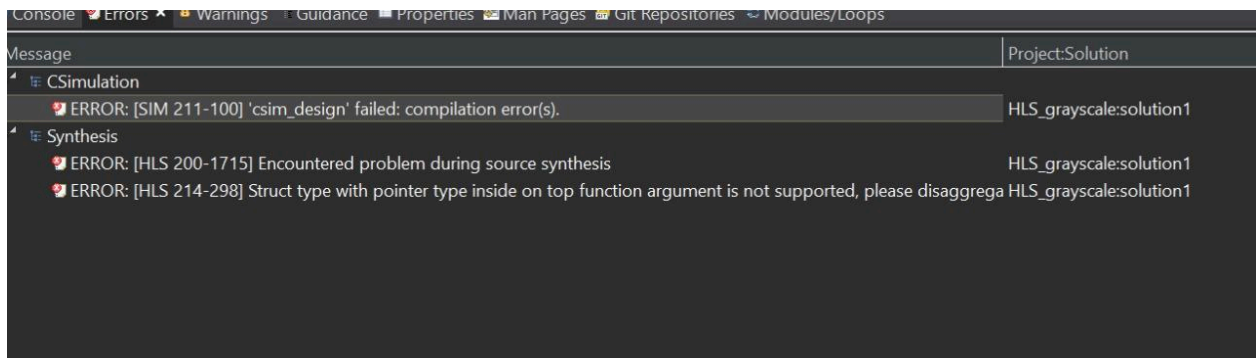 Console Errors × Warnings Guidance Properties Man Pages Git Repositories Modules/Loops
Message Project:Solution
CSimulation
ERROR: [SIM 211-100] 'csim_design' failed: compilation error(s). HLS_grayscale:solution1
Synthesis
ERROR: [HLS 200-1715] Encountered problem during source synthesis HLS_grayscale:solution1
ERROR: [HLS 214-298] Struct type with pointer type inside on top function argument is not supported, please disaggrega HLS_grayscale:solution1